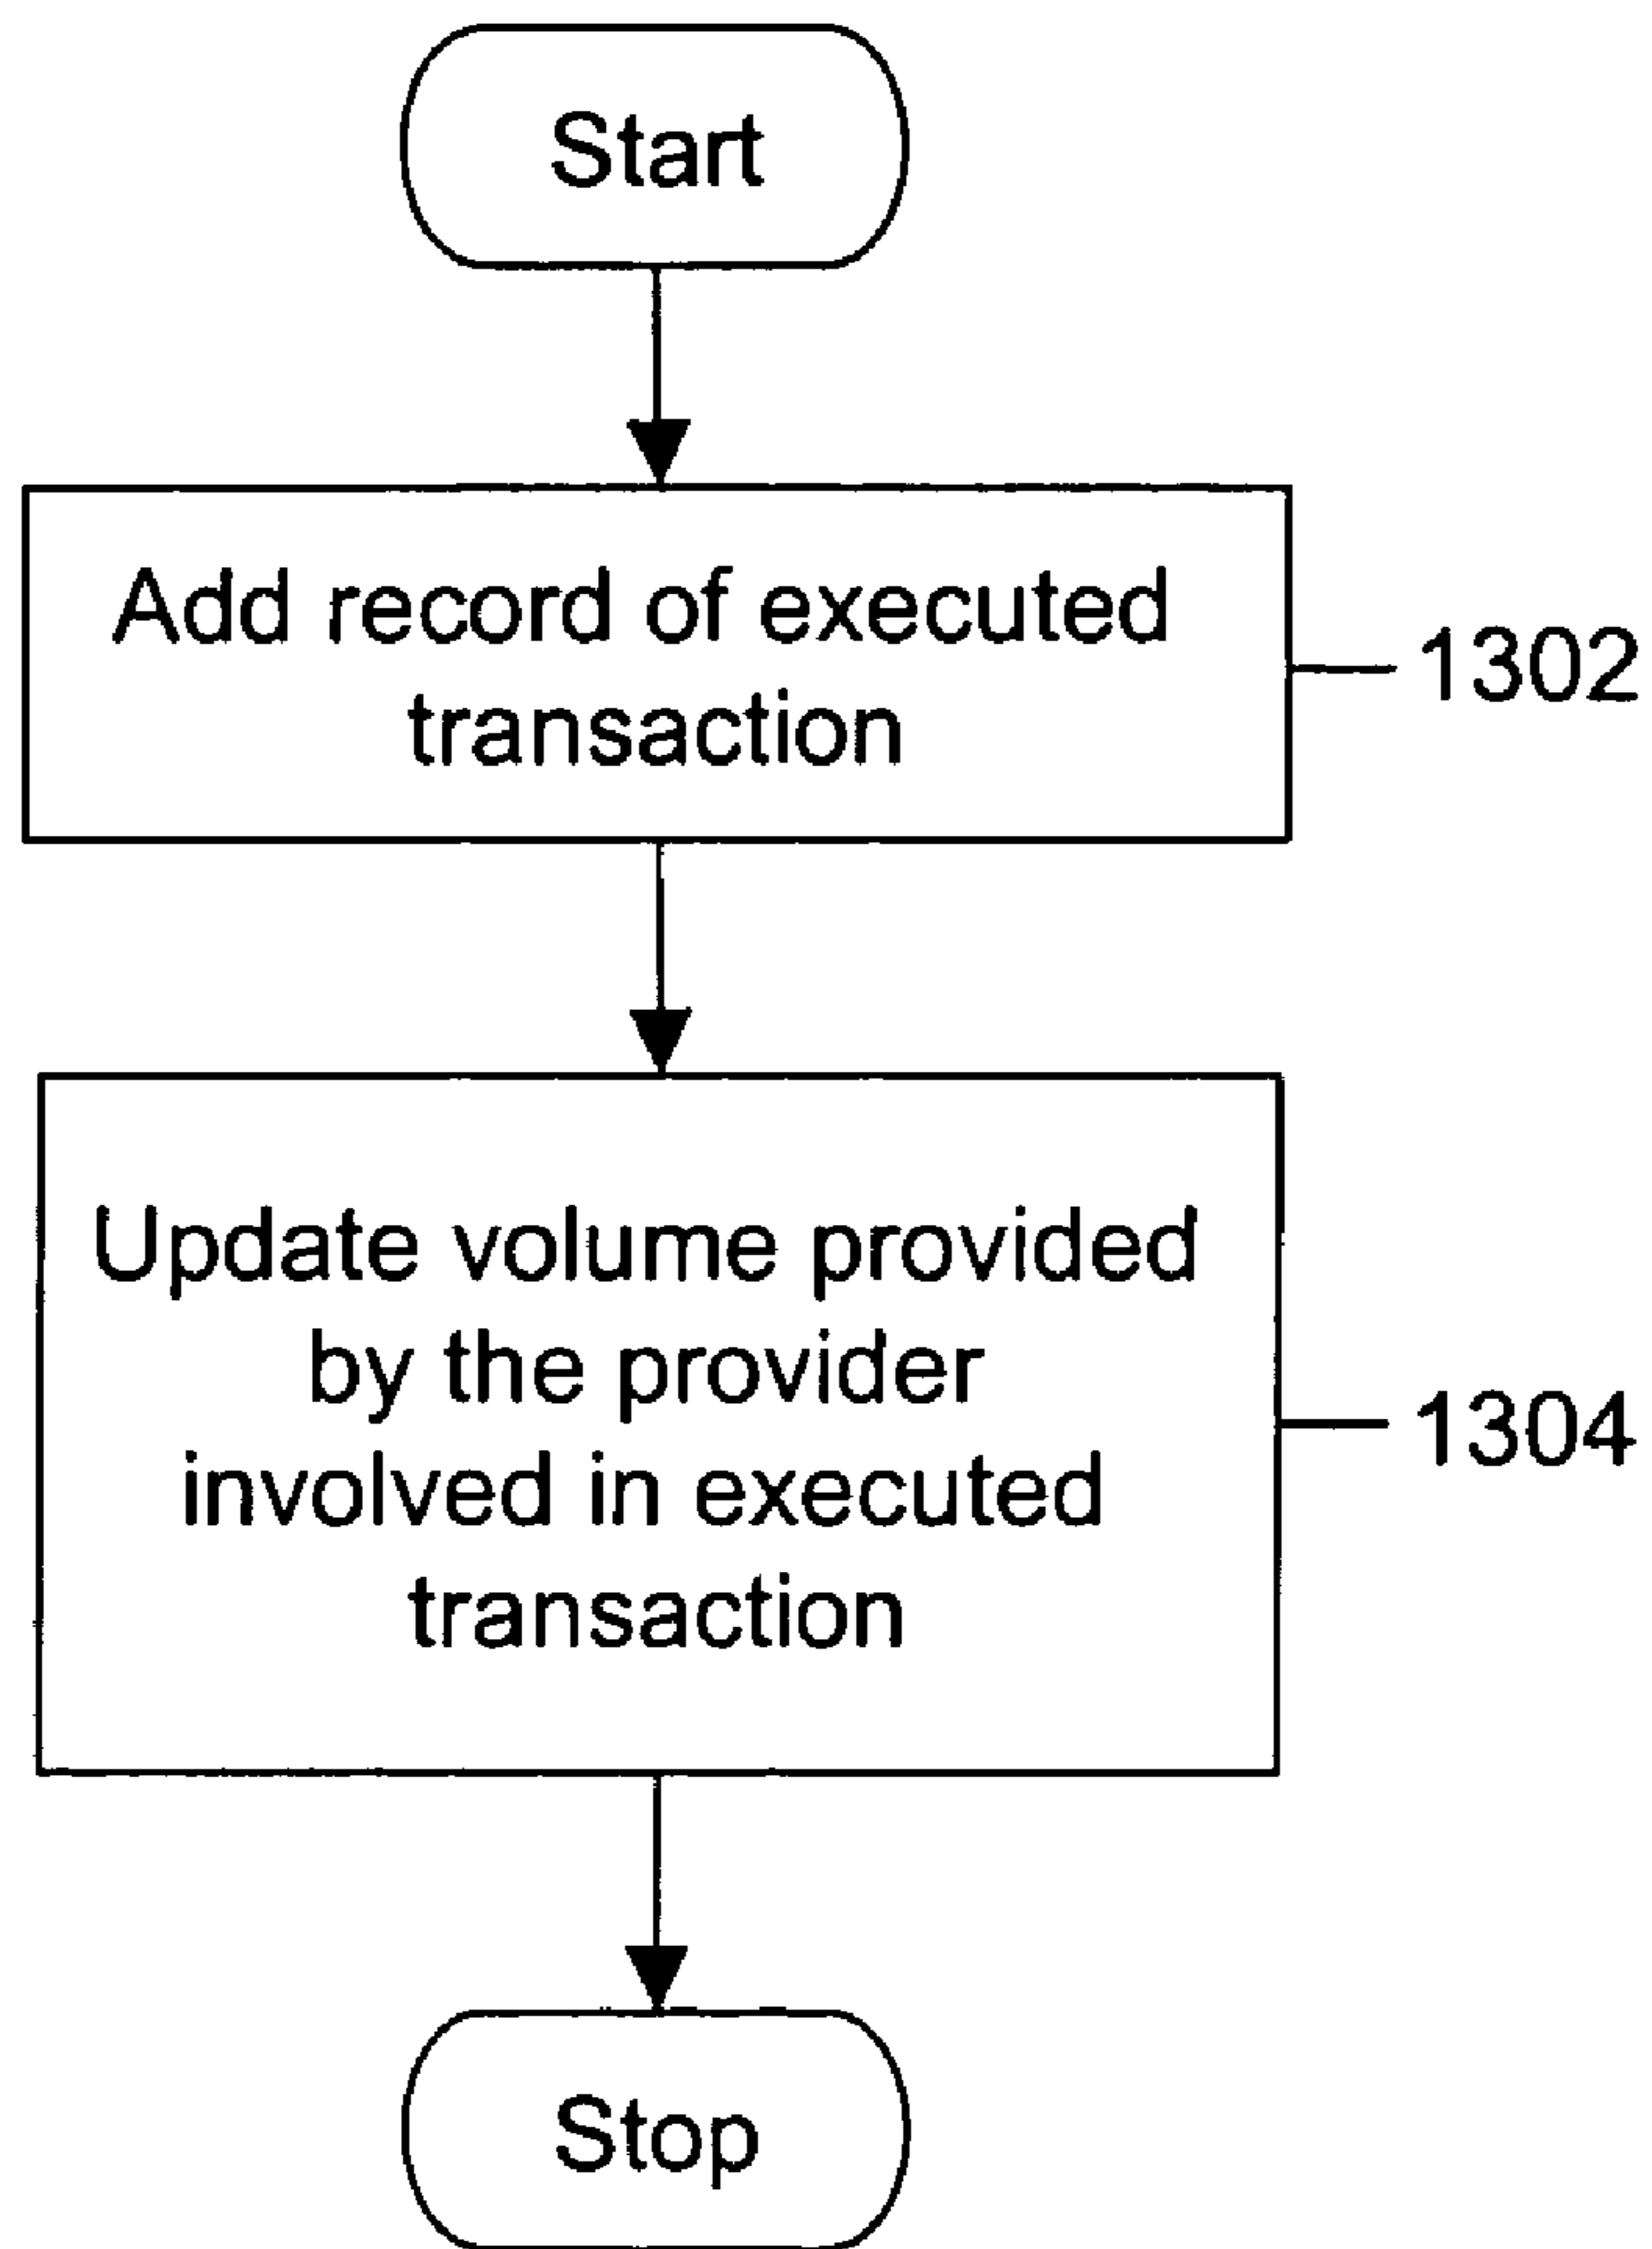 Start
Add record of executed
transaction
1302
Update volume provided
by the provider
involved in executed
transaction
1304
Stop